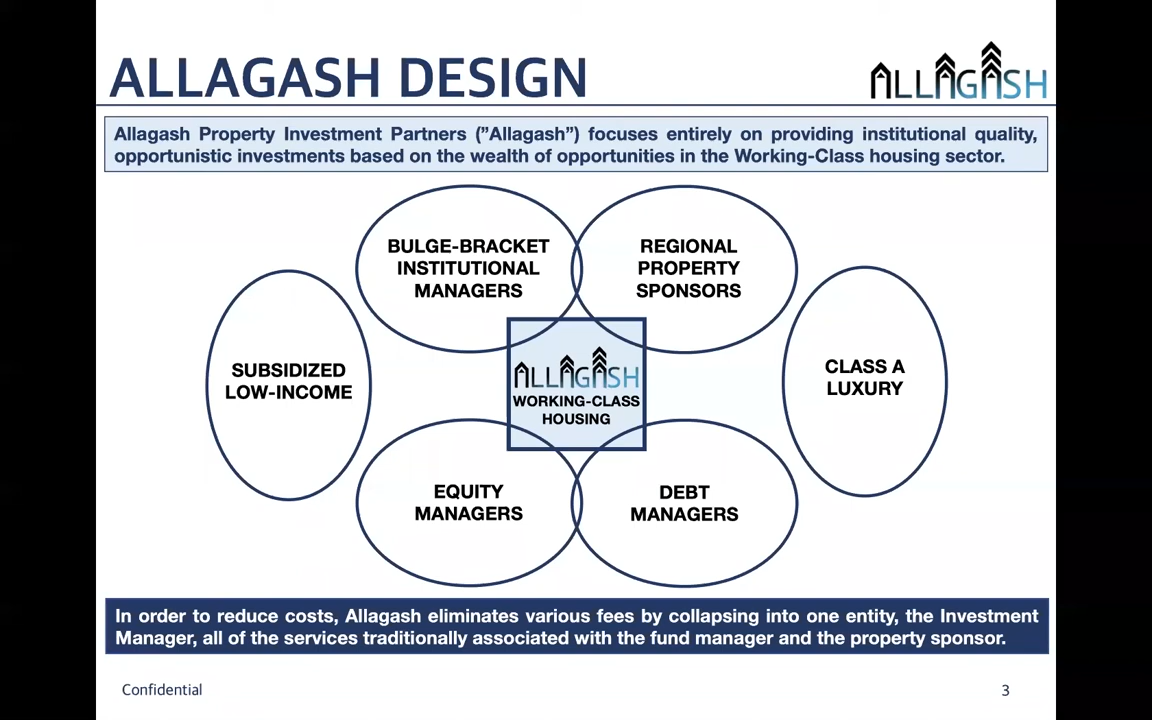 ALLAGASH DESIGN
ALLAGASH
Allagash Property Investment Partners (”Allagash”) focuses entirely on providing institutional quality,
opportunistic investments based on the wealth of opportunities in the Working-Class housing sector.
BULGE-BRACKET
INSTITUTIONAL
MANAGERS
REGIONAL
PROPERTY
SPONSORS
SUBSIDIZED
LOW-INCOME
ALLAGASH
WORKING-CLASS
HOUSING
CLASS A
LUXURY
EQUITY
MANAGERS
DEBT
MANAGERS
In order to reduce costs, Allagash eliminates various fees by collapsing into one entity, the Investment
Manager, all of the services traditionally associated with the fund manager and the property sponsor.
Confidential
3